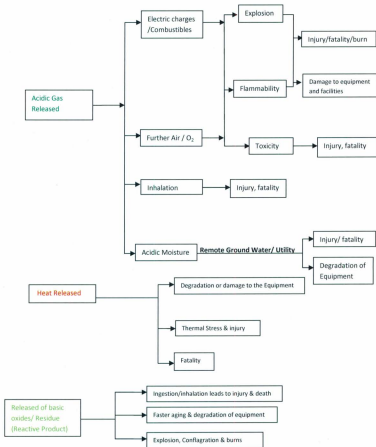 Electric charges
/Combustibles
Explosion
Injury/fatality/burn
Flammability
Damage to equipment
and facilities
Acidic Gas
Released
Further Air / O₂
Toxicity
Injury, fatality
Inhalation
Injury, fatality
Acidic Moisture
Remote Ground Water/ Utility
Injury/ fatality
Degradation of
Equipment
Heat Released
Degradation or damage to the Equipment
Thermal Stress & injury
Fatality
Released of basic
oxides/ Residue
(Reactive Product)
Ingestion/inhalation leads to injury & death
Faster aging & degradation of equipment
Explosion, Conflagration & burns